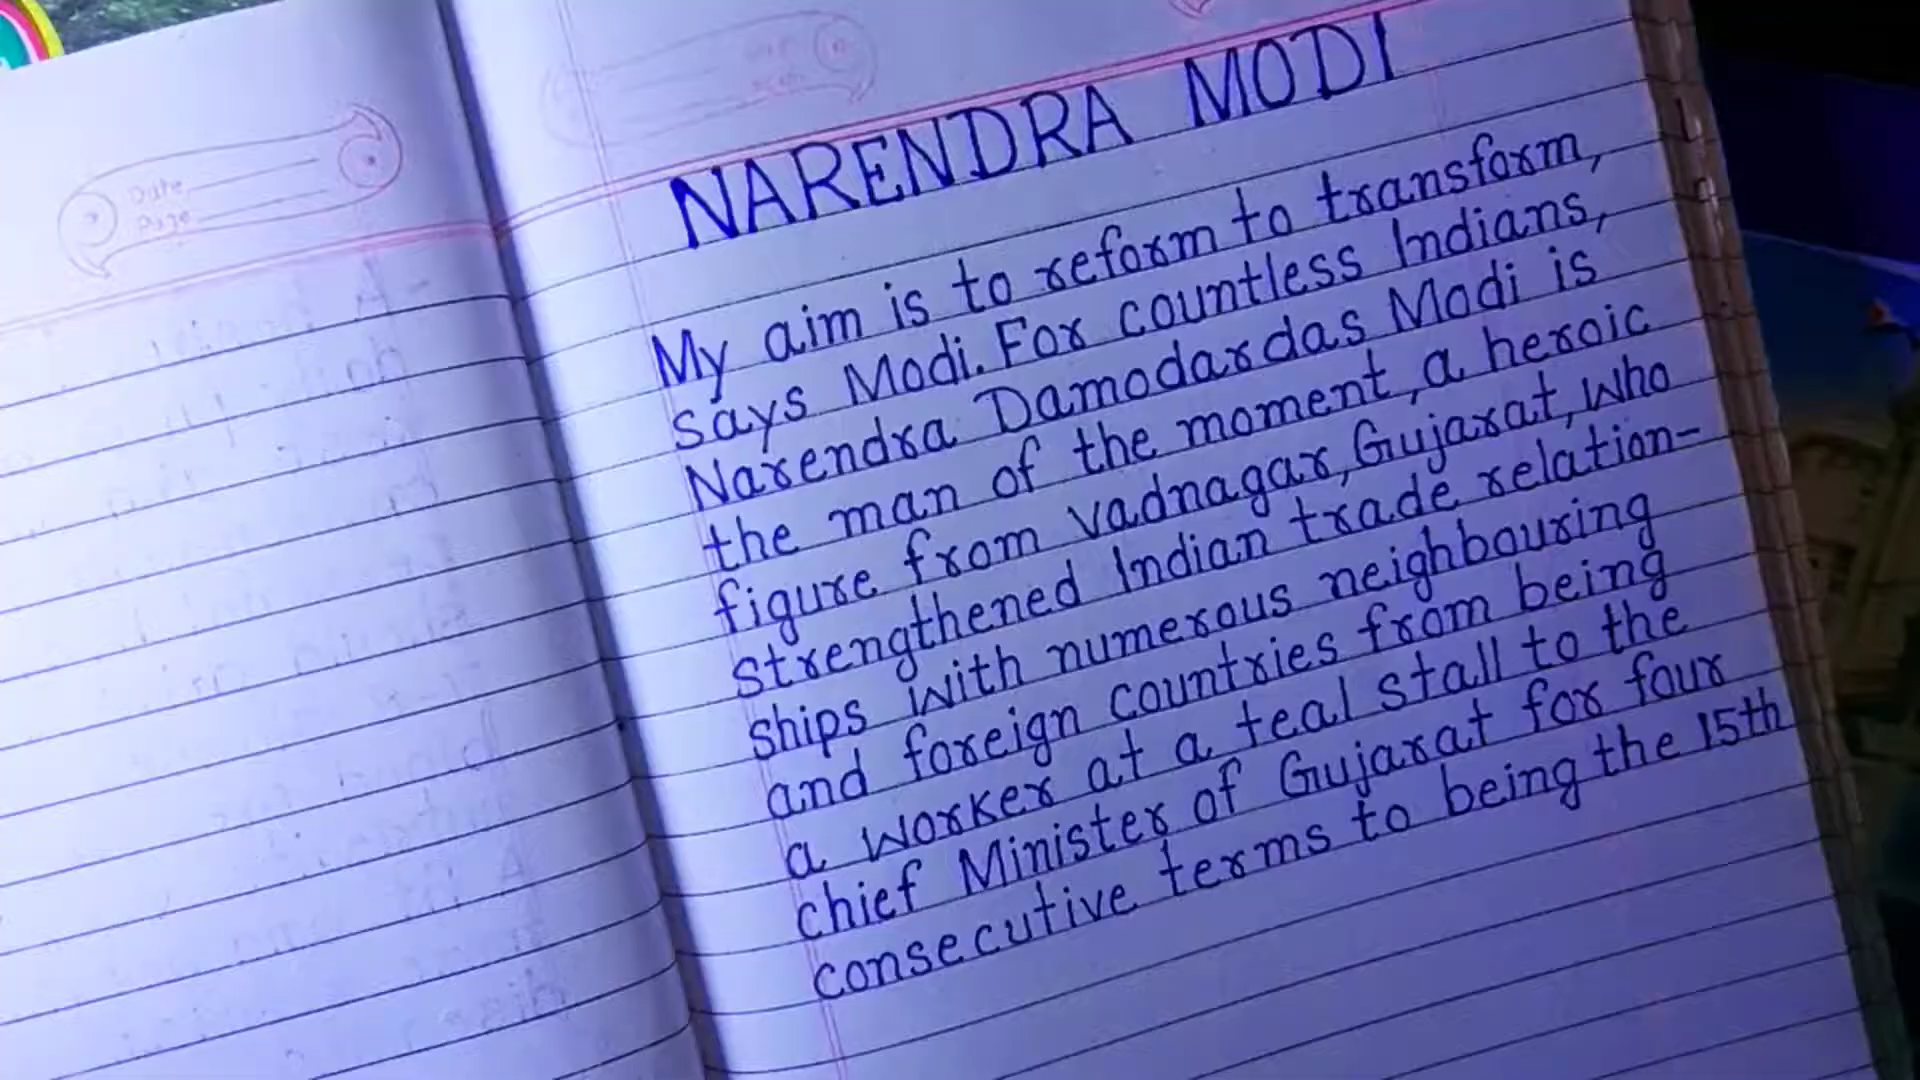 Date
Page
NARENDRA MODI
My aim is to reform to transform,
says Modi. For countless Indians,
Narendra Damodardas Modi is
the man of the moment, a heroic
figure from vadnagar, Gujarat, who
strengthened Indian trade relation-
ships with numerous neighbouring
and foreign countries from being
a worker at a teal stall to the
chief Minister of Gujarat for four
consecutive terms to being the 15th